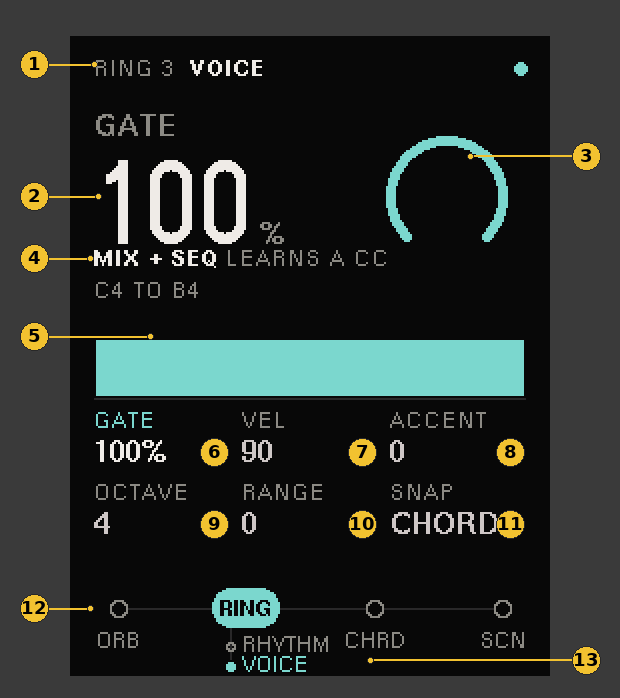 1 RING 3 VOICE
GATE
3
2 100 %
4 MIX + SEQ LEARNS A CC
C4 TO B4
5
GATE VEL ACCENT
100% 6 90 7 0 8
OCTAVE RANGE SNAP
4 9 0 10 CHORD 11
12 RING
ORB RHYTHM CHRD SCN
VOICE 13